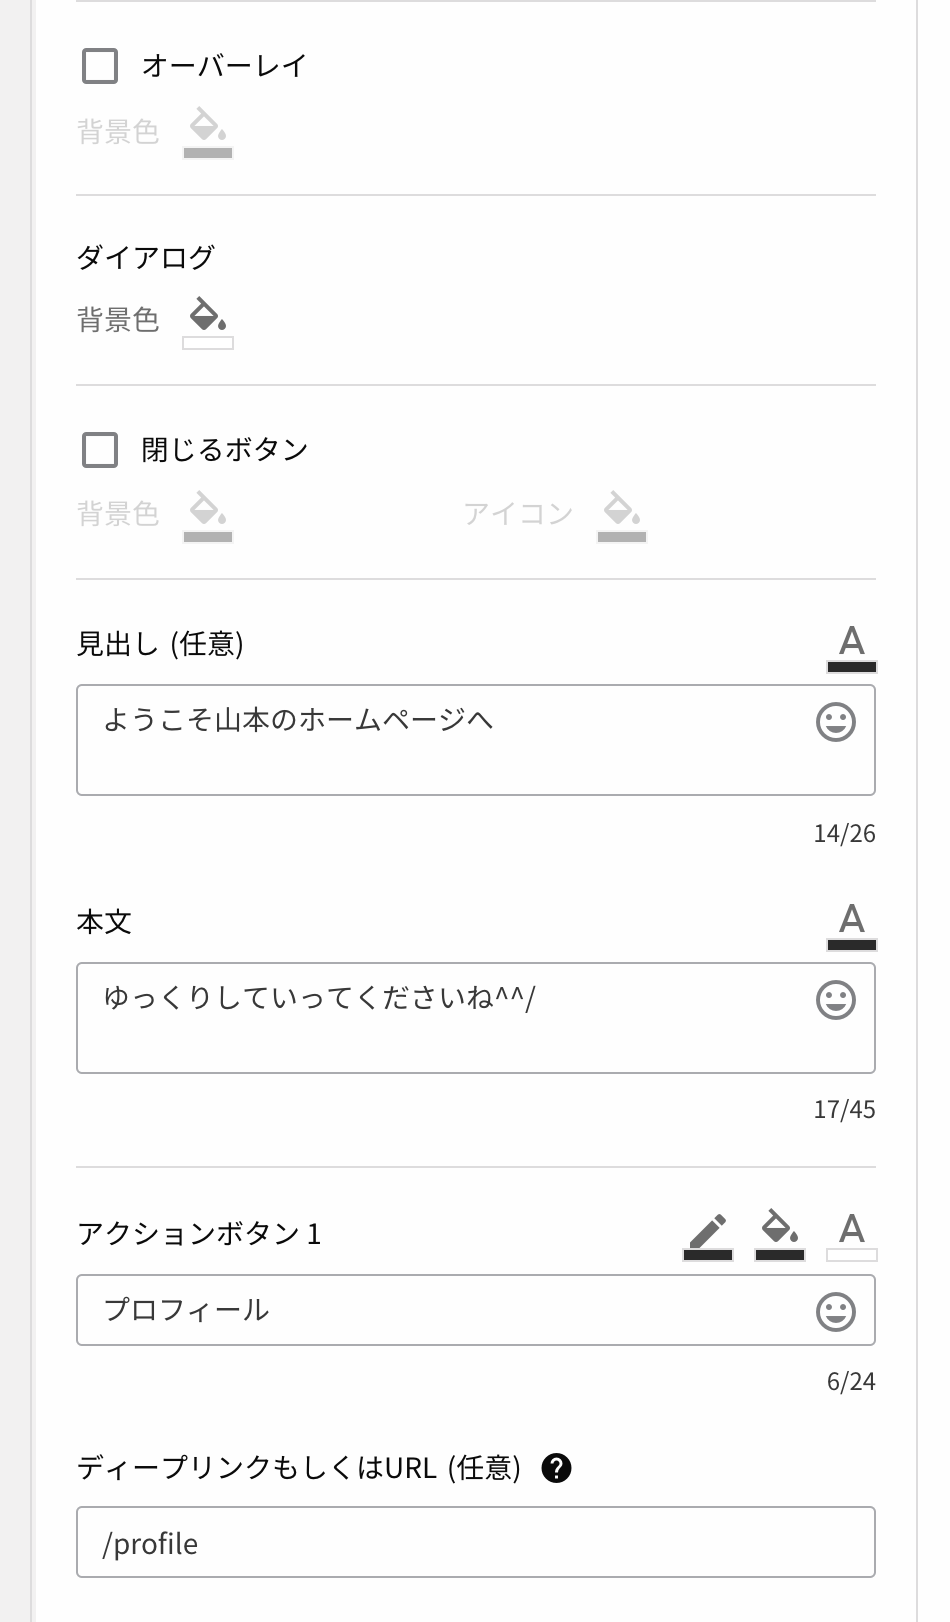 オーバーレイ
背景色
ダイアログ
背景色
閉じるボタン
背景色 アイコン
見出し (任意) A
ようこそ山本のホームページへ
14/26
本文 A
ゆっくりしていってくださいね^^/
17/45
アクションボタン 1 A
プロフィール
6/24
ディープリンクもしくはURL (任意) ?
/profile